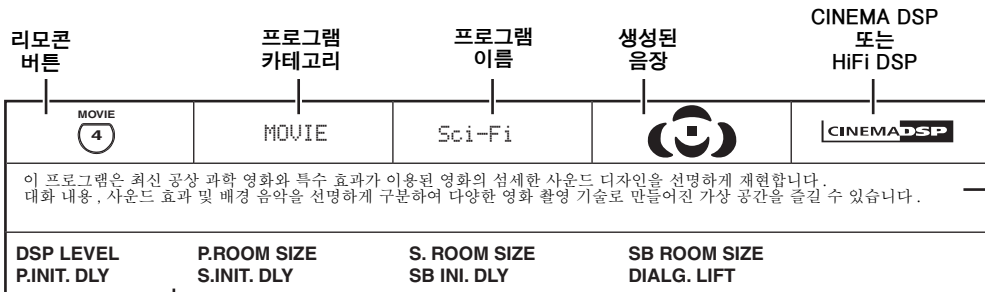 리모콘
버튼
프로그램
카테고리
프로그램
이름
생성된
음장
CINEMA DSP
또는
HiFi DSP
MOVIE
4
MOVIE
Sci-Fi
CINEMA DSP
이 프로그램은 최신 공상 과학 영화와 특수 효과가 이용된 영화의 섬세한 사운드 디자인을 선명하게 재현합니다.
대화 내용, 사운드 효과 및 배경 음악을 선명하게 구분하여 다양한 영화 촬영 기술로 만들어진 가상 공간을 즐길 수 있습니다.
DSP LEVEL P.ROOM SIZE S. ROOM SIZE SB ROOM SIZE
P.INIT. DLY S.INIT. DLY SB INI. DLY DIALG. LIFT